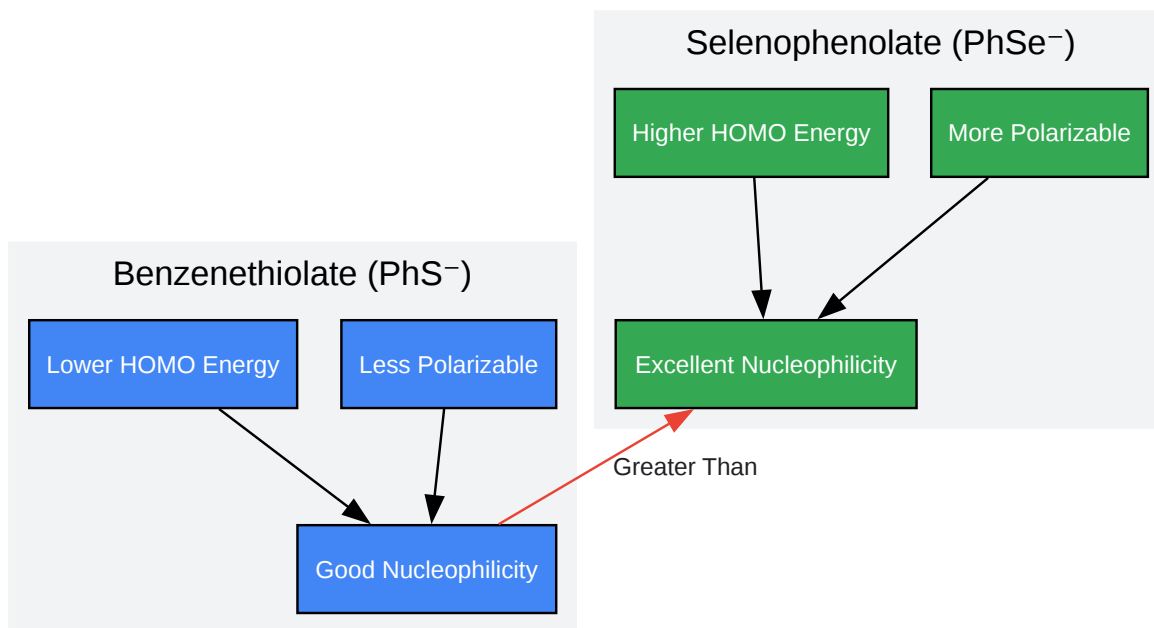 Selenophenolate (PhSe⁻)
Higher HOMO Energy
More Polarizable
Excellent Nucleophilicity
Benzenethiolate (PhS⁻)
Lower HOMO Energy
Less Polarizable
Good Nucleophilicity
Greater Than